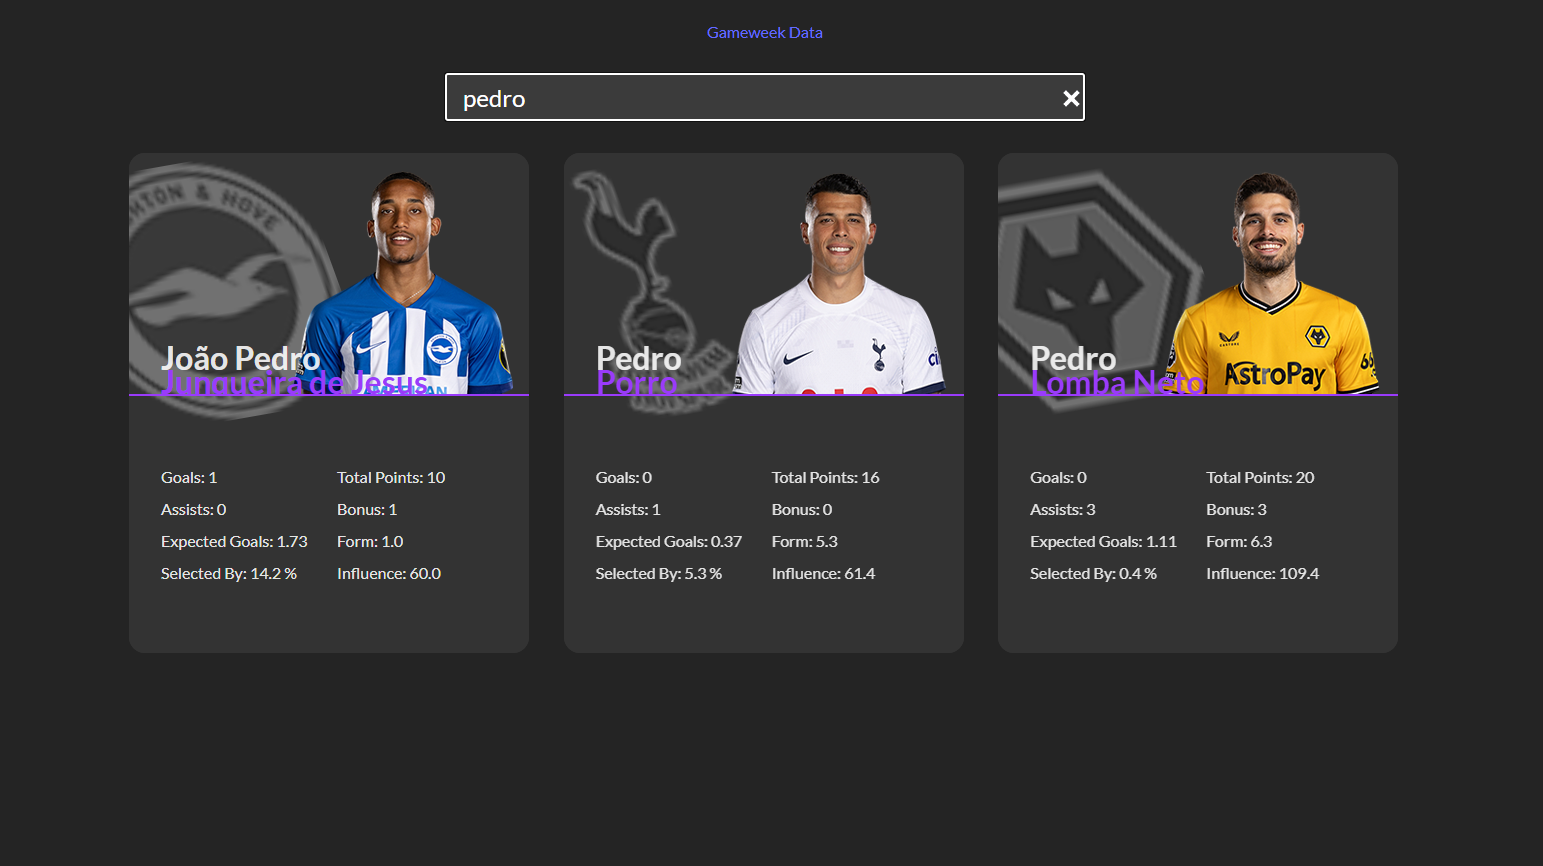 Gameweek Data
pedro
TON & HOVE
João Pedro
Junqueira de Jesus
Goals: 1
Total Points: 10
Assists: 0
Bonus: 1
Expected Goals: 1.73
Form: 1.0
Selected By: 14.2 %
Influence: 60.0
Pedro
Porro
Goals: 0
Total Points: 16
Assists: 1
Bonus: 0
Expected Goals: 0.37
Form: 5.3
Selected By: 5.3 %
Influence: 61.4
Pedro
Lomba Neto
AstroPay
Goals: 0
Total Points: 20
Assists: 3
Bonus: 3
Expected Goals: 1.11
Form: 6.3
Selected By: 0.4 %
Influence: 109.4